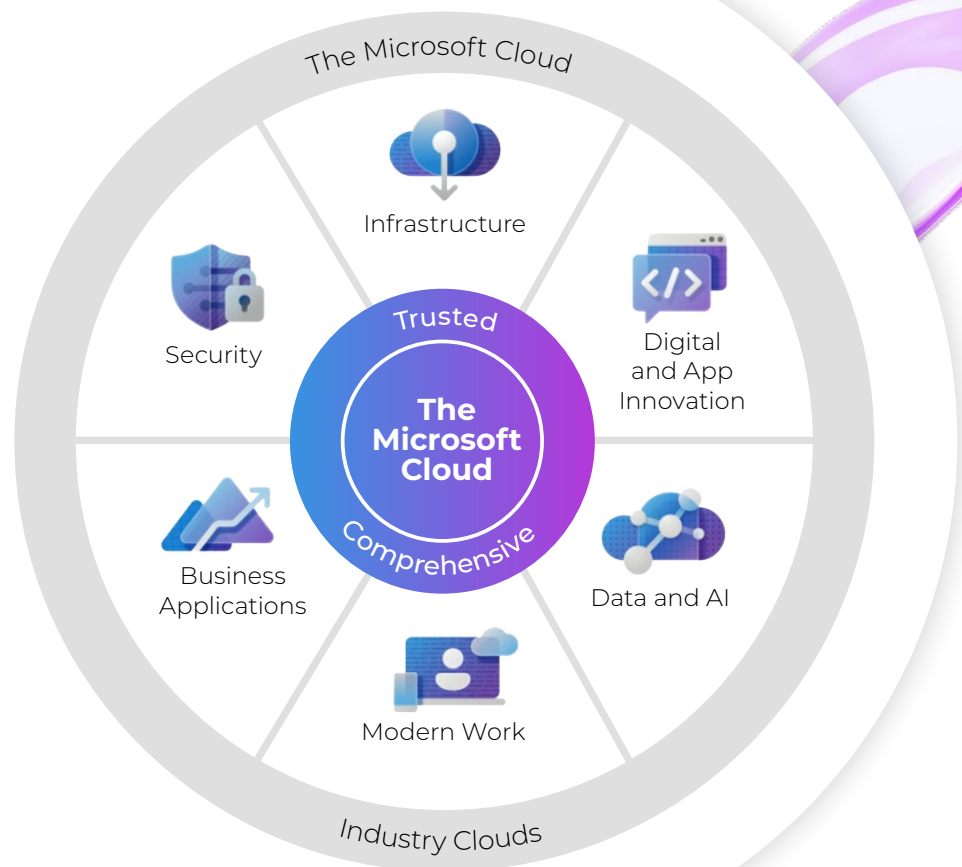 The Microsoft Cloud
Infrastructure
Security
Digital
and App
Innovation
Trusted
The
Microsoft
Cloud
Comprehensive
Business
Applications
Data and AI
Modern Work
Industry Clouds